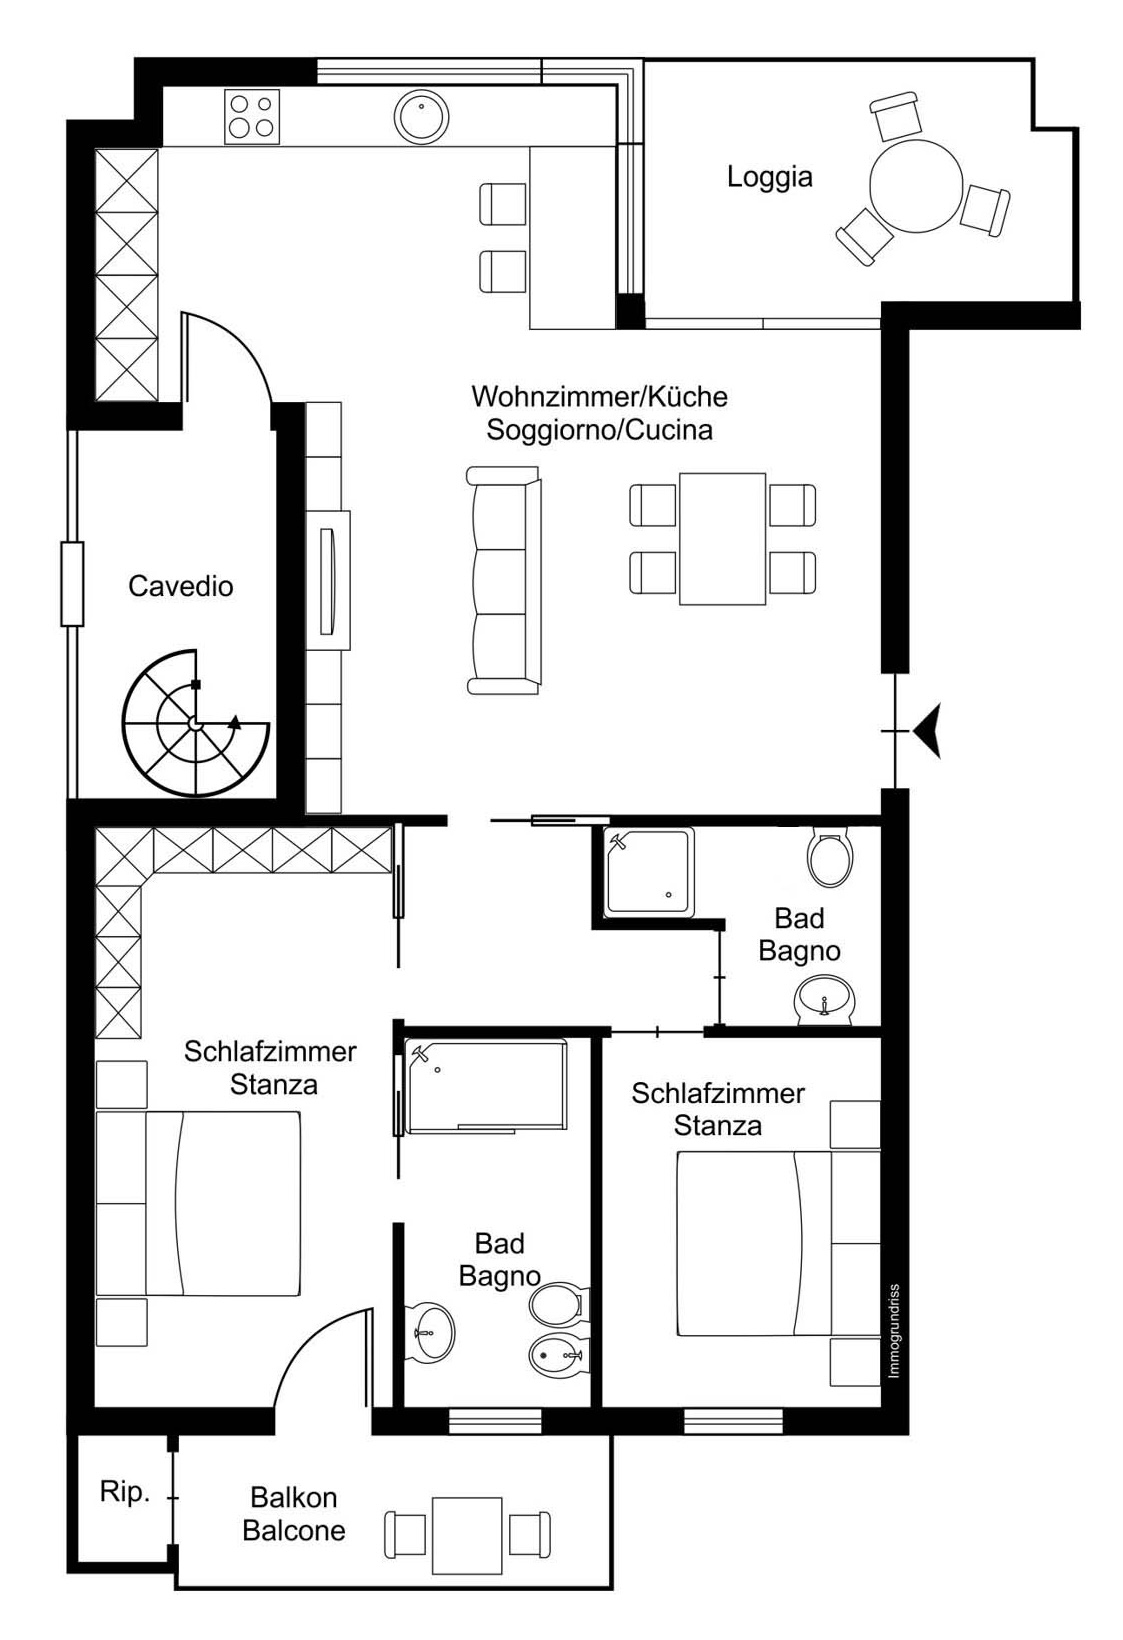 Loggia
Wohnzimmer/Küche
Soggiorno/Cucina
Cavedio
Bad
Bagno
Schlafzimmer
Stanza
Schlafzimmer
Stanza
Bad
Bagno
Immogrundriss
Rip.
Balkon
Balcone